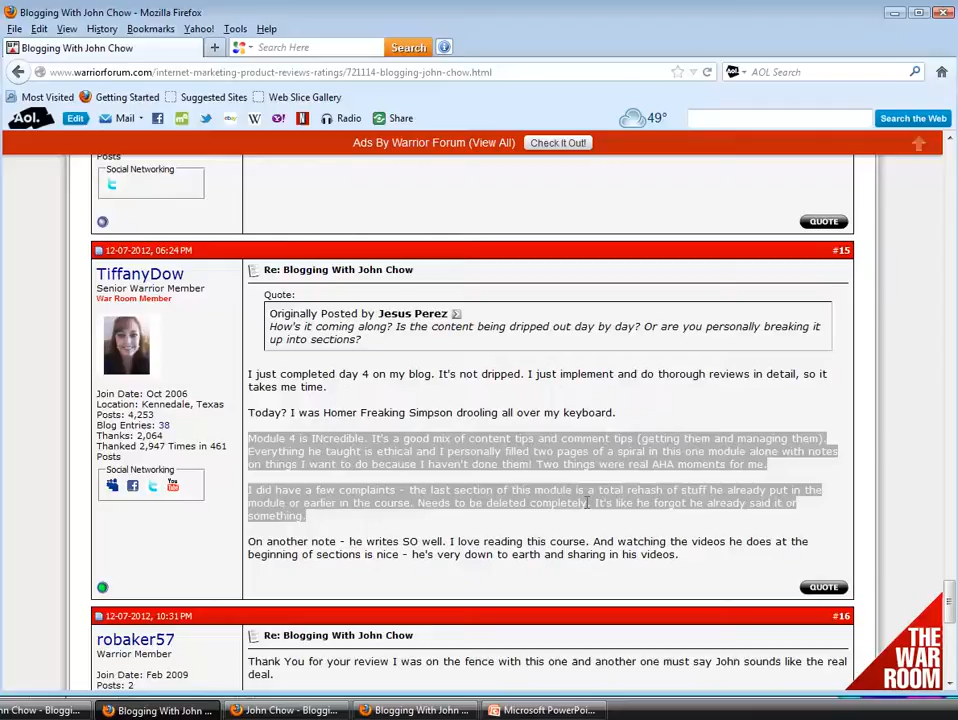 Blogging With John Chow - Mozilla Firefox
File Edit View History Bookmarks Yahoo! Tools Help
Blogging With John Chow
+
Search Here
Search
www.warriorforum.com/internet-marketing-product-reviews-ratings/721114-blogging-john-chow.html
AOL Search
Most Visited Getting Started Suggested Sites Web Slice Gallery
Aol. Edit Mail Radio Share 49° Search the Web
Ads By Warrior Forum (View All) Check It Out!
Posts
Social Networking
QUOTE
12-07-2012, 06:24 PM #15
TiffanyDow
Senior Warrior Member
War Room Member
Join Date: Oct 2006
Location: Kennedale, Texas
Posts: 4,253
Blog Entries: 38
Thanks: 2,064
Thanked 2,947 Times in 461
Posts
Social Networking
Re: Blogging With John Chow
Quote:
Originally Posted by Jesus Perez
How's it coming along? Is the content being dripped out day by day? Or are you personally breaking it
up into sections?
I just completed day 4 on my blog. It's not dripped. I just implement and do thorough reviews in detail, so it
takes me time.
Today? I was Homer Freaking Simpson drooling all over my keyboard.
Module 4 is INcredible. It's a good mix of content tips and comment tips (getting them and managing them).
Everything he taught is ethical and I personally filled two pages of a spiral in this one module alone with notes
on things I want to do because I haven't done them! Two things were real AHA moments for me.
I did have a few complaints - the last section of this module is a total rehash of stuff he already put in the
module or earlier in the course. Needs to be deleted completely. It's like he forgot he already said it or
something.
On another note - he writes SO well. I love reading this course. And watching the videos he does at the
beginning of sections is nice - he's very down to earth and sharing in his videos.
QUOTE
12-07-2012, 10:31 PM #16
robaker57
Warrior Member
Join Date: Feb 2009
Posts: 2
Re: Blogging With John Chow
Thank You for your review I was on the fence with this one and another one must say John sounds like the real
deal.
THE
WAR
ROOM
hn Chow - Bloggi... Blogging With John ... John Chow - Bloggi... Blogging With John ... Microsoft PowerPoi...